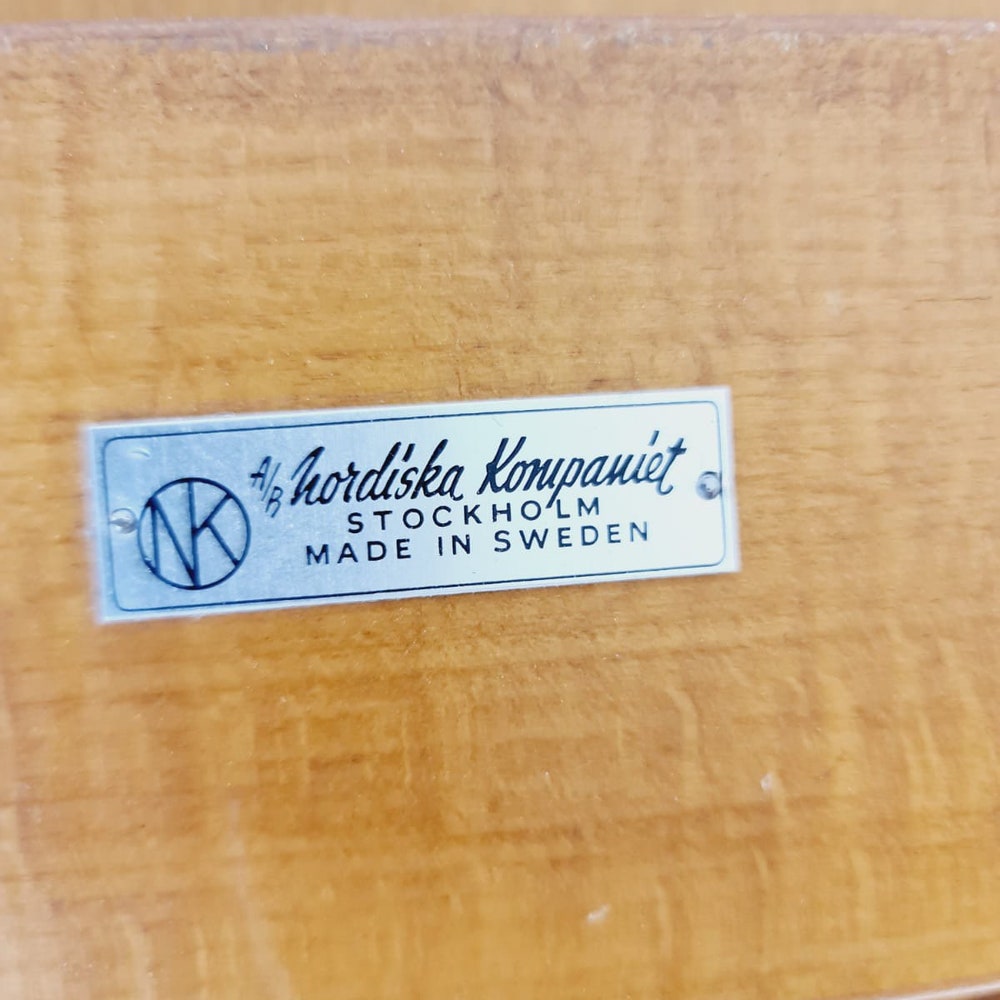 NK
A/B Nordiska Kompaniet
STOCKHOLM
MADE IN SWEDEN